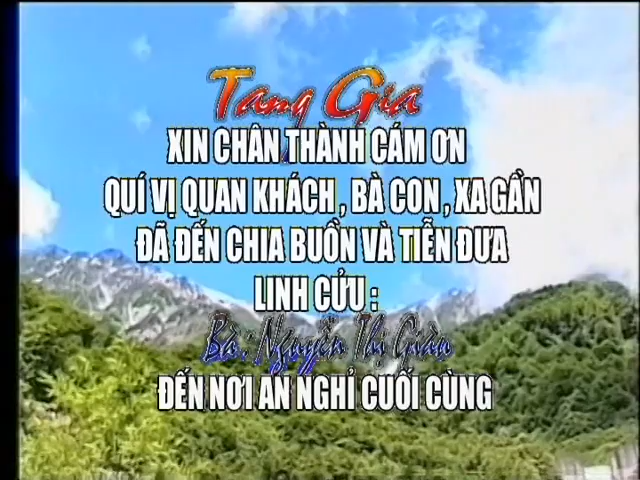 Tang Gia
XIN CHÂN THÀNH CÁM ƠN
QUÍ VỊ QUAN KHÁCH, BÀ CON, XA GẦN
ĐÃ ĐẾN CHIA BUỒN VÀ TIỄN ĐƯA
LINH CỬU :
Bà: Nguyễn Thị
ĐẾN NƠI AN NGHỈ CUỐI CÙNG